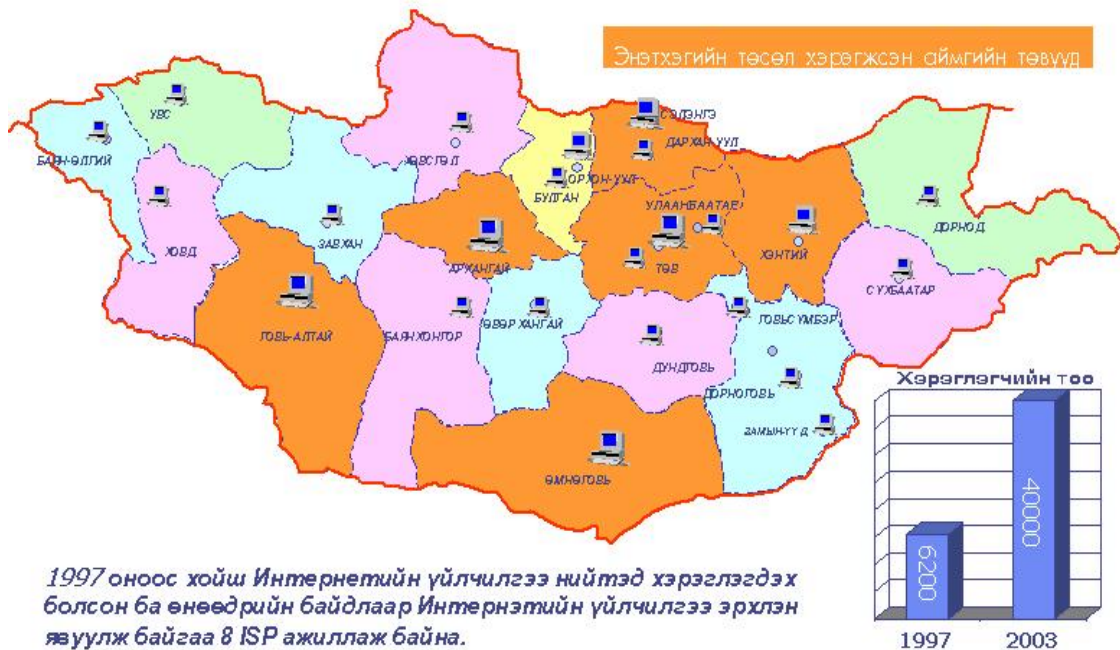 Энэтхэгийн төсөл хэрэгжсэн аймгийн төвүүд
СЭЛЭНГЭ
УВС
ДАРХАН-УУЛ
БАЯН-ӨЛГИЙ
ХӨВСГӨЛ
ОРХОН-УУЛ
БУЛГАН
УЛААНБААТАЕ
ДОРНОД
ЗАВХАН
ХОВД
ХЭНТИЙ
ТӨВ
АРХАНГАЙ
СҮХБААТАР
ГОВЬСҮМБЭР
ӨВӨРХАНГАЙ
ГОВЬ-АЛТАЙ
БАЯНХОНГОР
ДУНДГОВЬ
ДОРНОГОВЬ
ЗАМЫН-ҮҮД
ӨМНӨГОВЬ
Хэрэглэгчийн тоо
40000
6200
1997 2003
1997 оноос хойш Интернетийн үйлчилгээ нийтэд хэрэглэгдэх
болсон ба өнөөдрийн байдлаар Интернэтийн үйлчилгээ эрхлэн
явуулж байгаа 8 ISP ажиллаж байна.